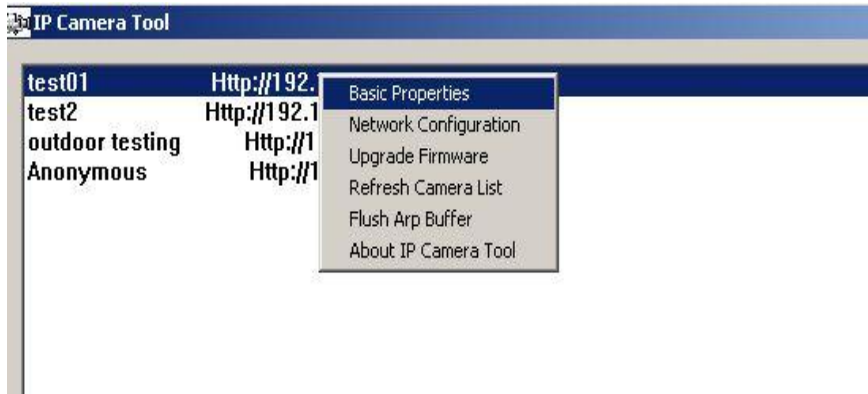 IP Camera Tool
test01 Http://192.1
test2 Http://192.1
outdoor testing Http://1
Anonymous Http://1
Basic Properties
Network Configuration
Upgrade Firmware
Refresh Camera List
Flush Arp Buffer
About IP Camera Tool